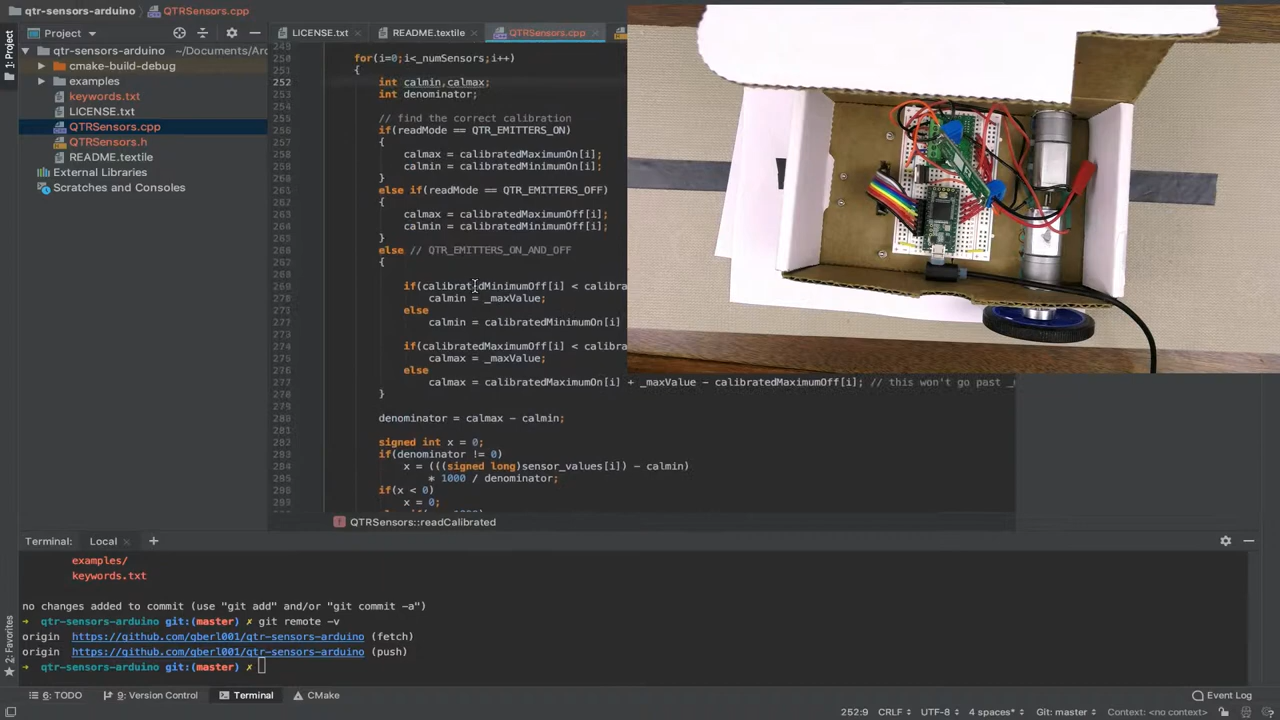 qtr-sensors-arduino
QTRSensors.cpp
1: Project
Project
LICENSE.txt
README.textile
QTRSensors.cpp
qtr-sensors-arduino ~/Documents/Ar
cmake-build-debug
examples
keywords.txt
LICENSE.txt
QTRSensors.cpp
QTRSensors.h
README.textile
External Libraries
Scratches and Consoles
for(i=0;i<_numSensors;i++)
{
int calmin,calmax;
int denominator;
// find the correct calibration
if(readMode == QTR_EMITTERS_ON)
{
calmax = calibratedMaximumOn[i];
calmin = calibratedMinimumOn[i];
}
else if(readMode == QTR_EMITTERS_OFF)
{
calmax = calibratedMaximumOff[i];
calmin = calibratedMinimumOff[i];
}
else // QTR_EMITTERS_ON_AND_OFF
{
if(calibratedMinimumOff[i] < calibra
calmin = _maxValue;
else
calmin = calibratedMinimumOn[i]
if(calibratedMaximumOff[i] < calibra
calmax = _maxValue;
else
calmax = calibratedMaximumOn[i] + _maxValue - calibratedMaximumOff[i]; // this won't go past _
}
denominator = calmax - calmin;
signed int x = 0;
if(denominator != 0)
x = (((signed long)sensor_values[i]) - calmin)
* 1000 / denominator;
if(x < 0)
x = 0;
QTRSensors::readCalibrated
Terminal: Local
examples/
keywords.txt
no changes added to commit (use "git add" and/or "git commit -a")
→ qtr-sensors-arduino git:(master) ✗ git remote -v
origin https://github.com/qberl001/qtr-sensors-arduino (fetch)
origin https://github.com/qberl001/qtr-sensors-arduino (push)
→ qtr-sensors-arduino git:(master) ✗
2: Favorites
6: TODO
9: Version Control
Terminal
CMake
Event Log
252:9 CRLF UTF-8 4 spaces* Git: master Context: <no context>